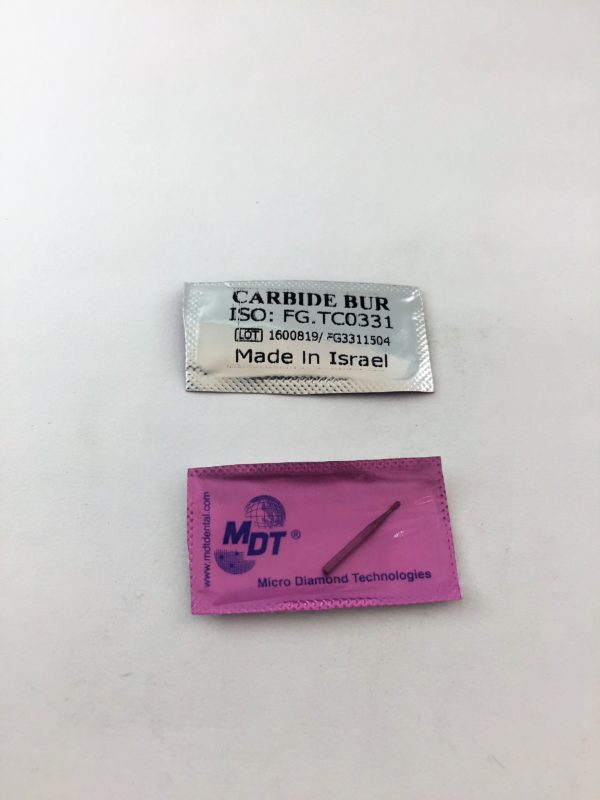 CARBIDE BUR
ISO: FG.TC0331
LOT 1600819/ FG3311504
Made In Israel
www.mdtdental.com
MDT®
Micro Diamond Technologies